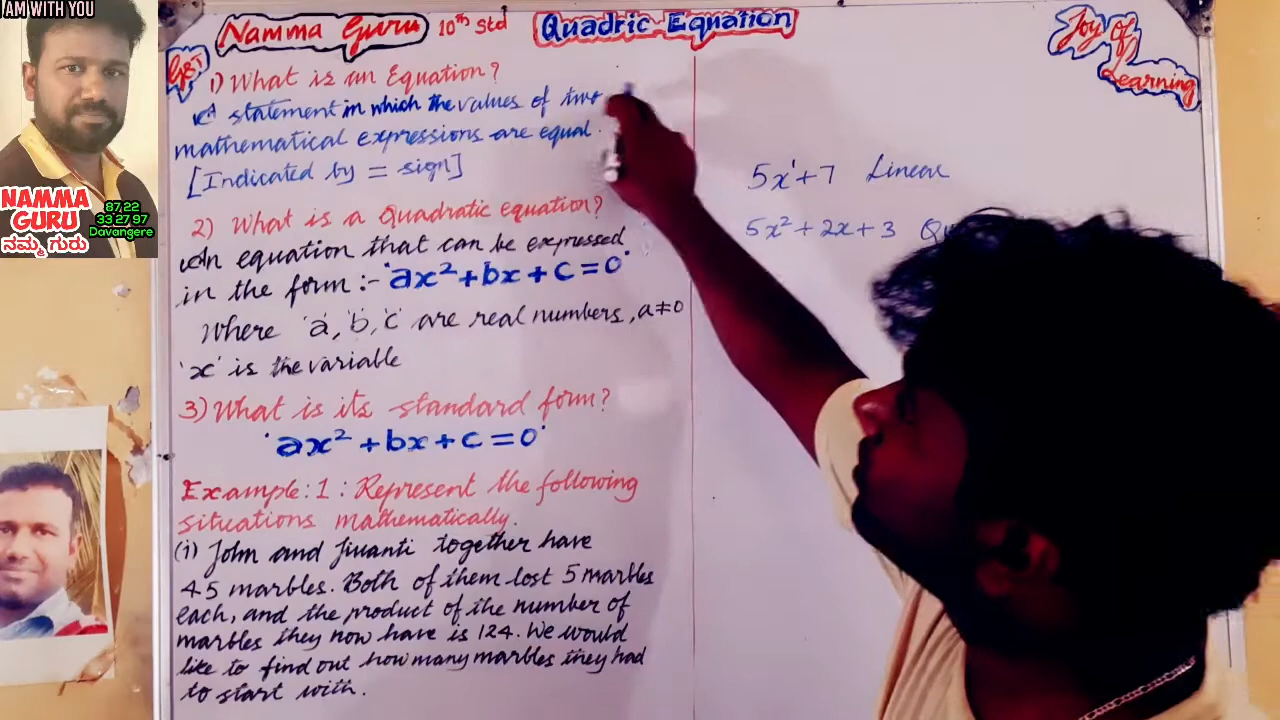 I AM WITH YOU
NAMMA
GURU
ನಮ್ಮ ಗುರು
87 22
33 27 97
Davangere
Namma Guru 10th Std Quadric Equation
Joy Of
Learning
G&T
1) What is an Equation?
A statement in which the values of two
mathematical expressions are equal.
[Indicated by = sign]
2) What is a Quadratic equation?
An equation that can be expressed
in the form :- 'ax² + bx + c = 0'
Where 'a', 'b', 'c' are real numbers, a ≠ 0
'x' is the variable
3) What is its standard form?
'ax² + bx + c = 0'
Example: 1 : Represent the following
situations mathematically.
(i) John and Jivanti together have
45 marbles. Both of them lost 5 marbles
each, and the product of the number of
marbles they now have is 124. We would
like to find out how many marbles they had
to start with.
5x¹ + 7 Linear
5x² + 2x + 3